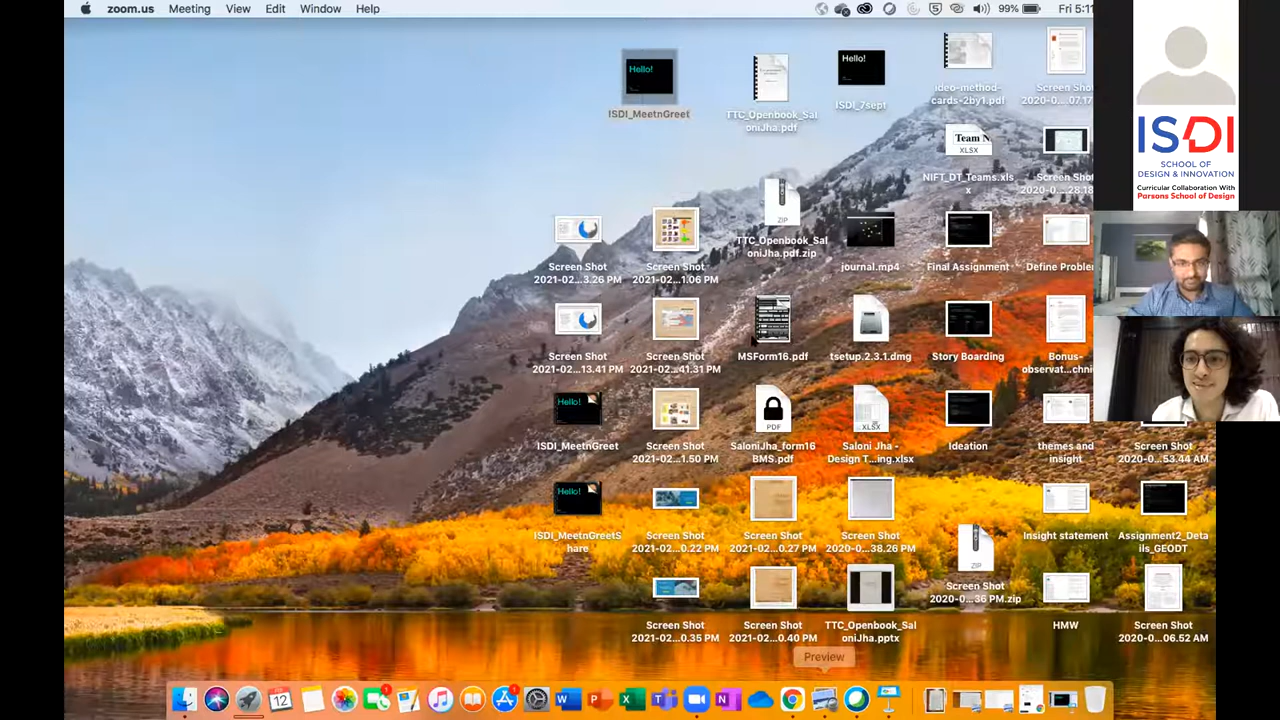 zoom.us Meeting View Edit Window Help
99% Fri 5:11
Hello!
ISDI_MeetnGreet
TTC_Openbook_Sal
oniJha.pdf
Hello!
ISDI_7sept
ideo-method-
cards-2by1.pdf
Screen Shot
2020-0....07.17
ISDI
SCHOOL OF
DESIGN & INNOVATION
Curricular Collaboration With
Parsons School of Design
Team N
XLSX
NIFT_DT_Teams.xls
x
Screen Shot
2020-0....28.18
ZIP
TTC_Openbook_Sal
oniJha.pdf.zip
Screen Shot
2021-02...3.26 PM
Screen Shot
2021-02...1.06 PM
journal.mp4
Final Assignment
Define Proble
Screen Shot
2021-02...13.41 PM
Screen Shot
2021-02...41.31 PM
MSForm16.pdf
tsetup.2.3.1.dmg
Story Boarding
Bonus-
observat...chni
Hello!
ISDI_MeetnGreet
Screen Shot
2021-02...1.50 PM
PDF
SaloniJha_form16
BMS.pdf
XLSX
Saloni Jha -
Design T...ing.xlsx
Ideation
themes and
insight
Screen Shot
2020-0....53.44 AM
Hello!
ISDI_MeetnGreetS
hare
Screen Shot
2021-02...0.22 PM
Screen Shot
2021-02...0.27 PM
Screen Shot
2020-0...38.26 PM
ZIP
Screen Shot
2020-0...36 PM.zip
Insight statement
Assignment2_Deta
ils_GEODT
Screen Shot
2021-02...0.35 PM
Screen Shot
2021-02...0.40 PM
TTC_Openbook_Sal
oniJha.pptx
HMW
Screen Shot
2020-0....06.52 AM
Preview
12